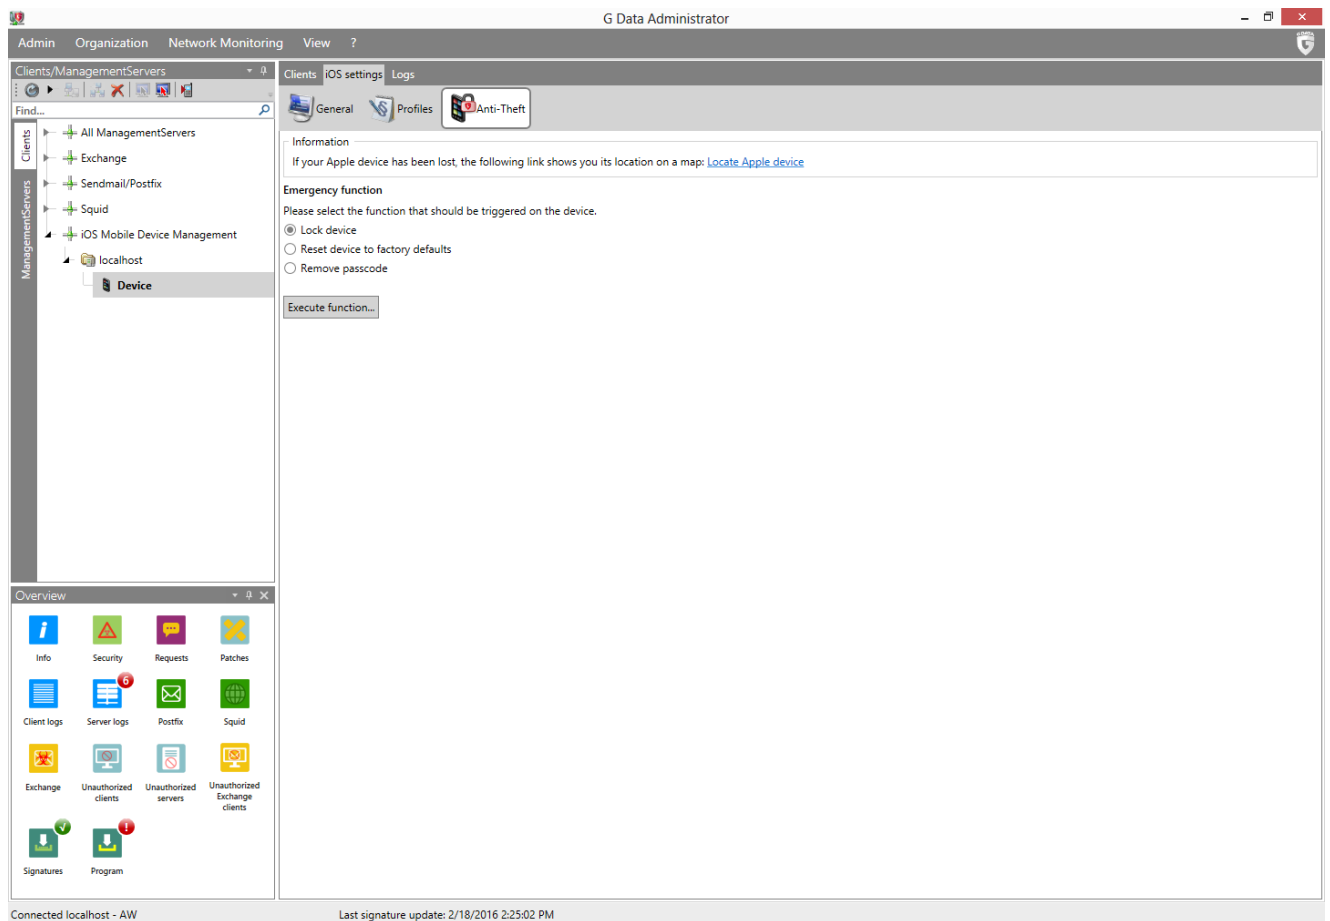 G Data Administrator
Admin Organization Network Monitoring View ?
Clients/ManagementServers
Find...
Clients
ManagementServers
All ManagementServers
Exchange
Sendmail/Postfix
Squid
iOS Mobile Device Management
localhost
Device
Clients iOS settings Logs
General Profiles Anti-Theft
Information
If your Apple device has been lost, the following link shows you its location on a map: Locate Apple device
Emergency function
Please select the function that should be triggered on the device.
Lock device
Reset device to factory defaults
Remove passcode
Execute function...
Overview
Info Security Requests Patches
6
Client logs Server logs Postfix Squid
Exchange Unauthorized clients Unauthorized servers Unauthorized Exchange clients
Signatures Program
Connected localhost - AW
Last signature update: 2/18/2016 2:25:02 PM